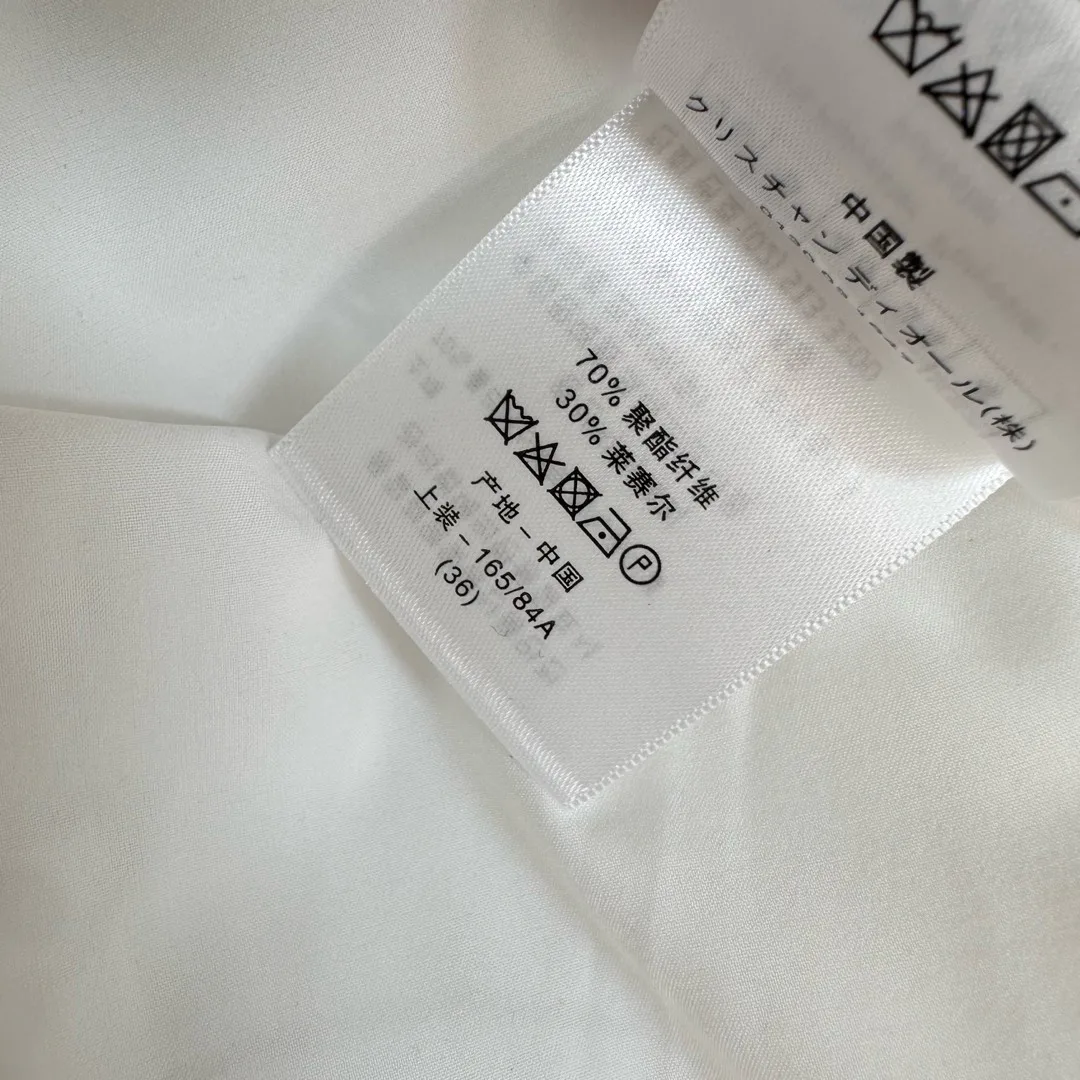 中国製
クリスチャン ディオール(株)
70% 聚酯纤维
30% 莱赛尔
P
产地 – 中国
上装 – 165/84A
(36)